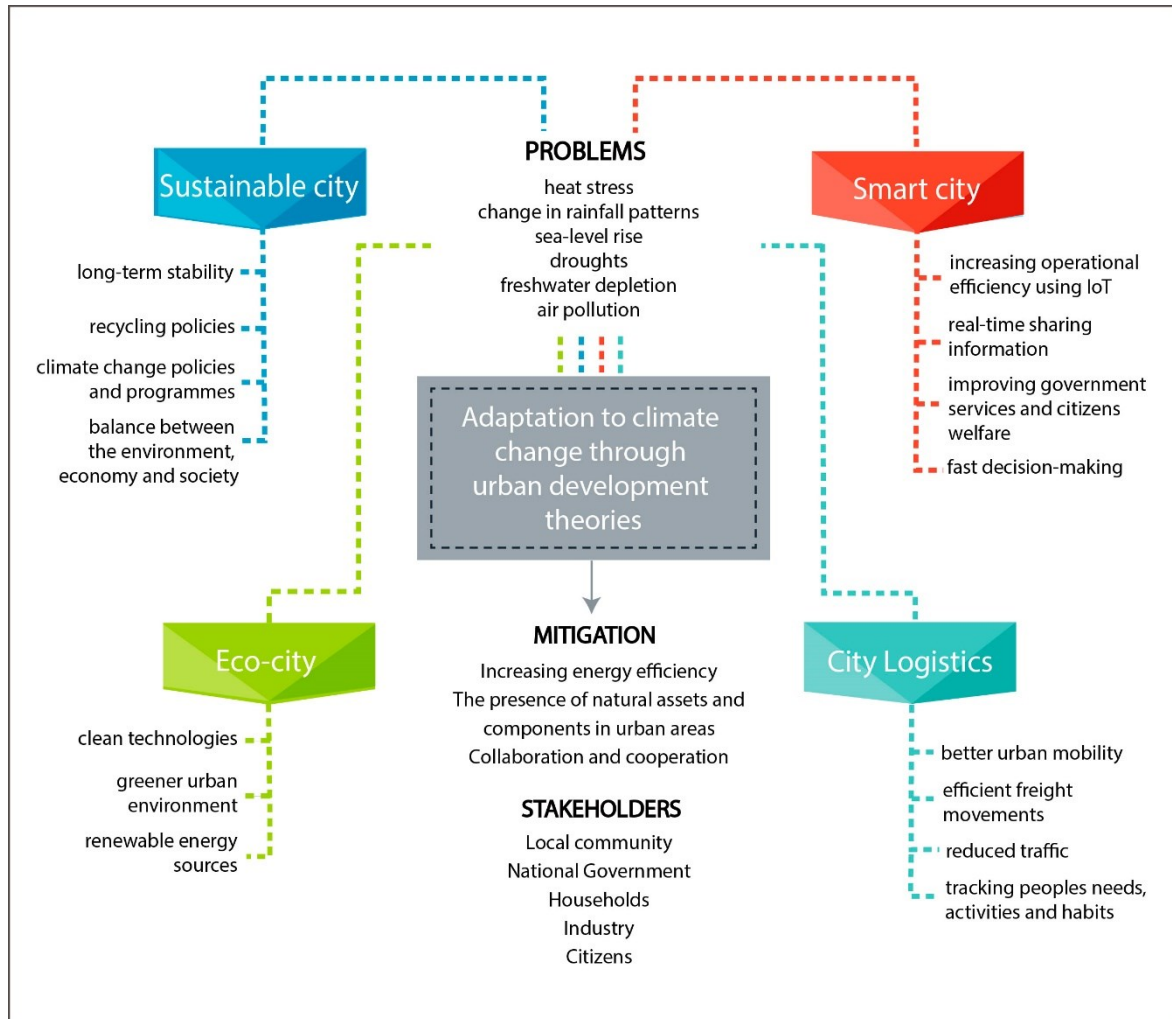 Sustainable city
long-term stability
recycling policies
climate change policies
and programmes
balance between
the environment,
economy and society
PROBLEMS
heat stress
change in rainfall patterns
sea-level rise
droughts
freshwater depletion
air pollution
Smart city
increasing operational
efficiency using IoT
real-time sharing
information
improving government
services and citizens
welfare
fast decision-making
Adaptation to climate
change through
urban development
theories
Eco-city
clean technologies
greener urban
environment
renewable energy
sources
MITIGATION
Increasing energy efficiency
The presence of natural assets and
components in urban areas
Collaboration and cooperation
STAKEHOLDERS
Local community
National Government
Households
Industry
Citizens
City Logistics
better urban mobility
efficient freight
movements
reduced traffic
tracking peoples needs,
activities and habits